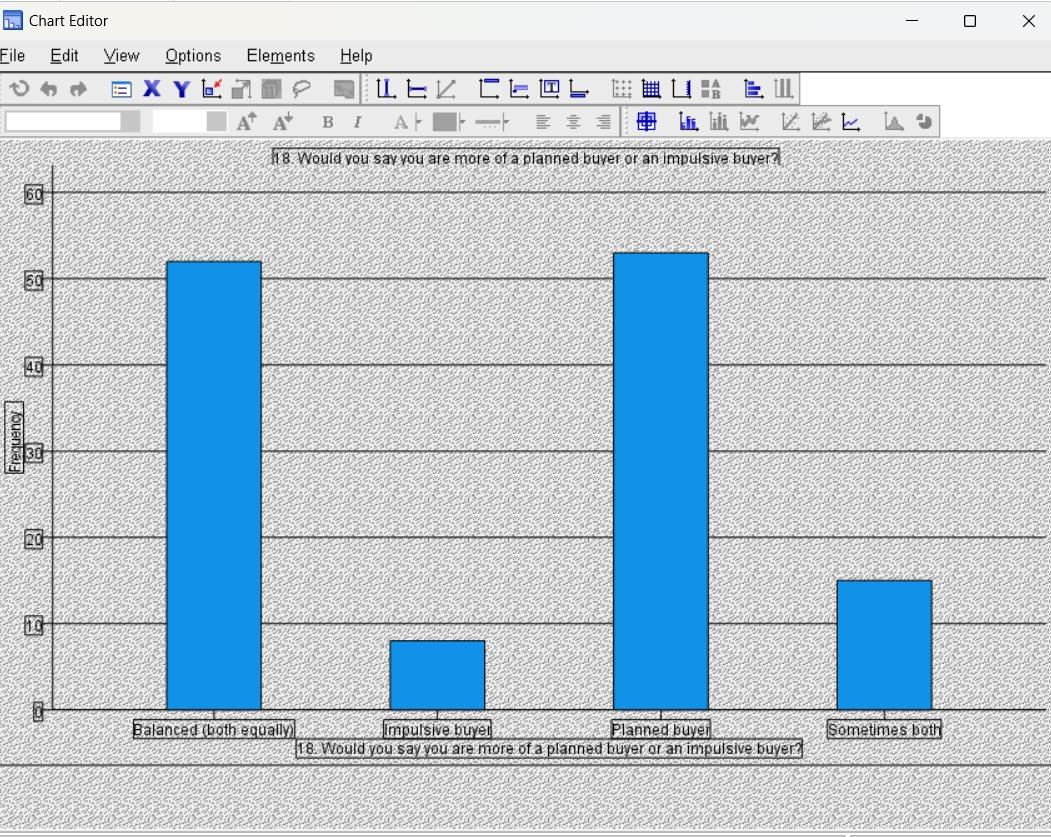 Chart Editor
File Edit View Options Elements Help
X Y
A A B I A
18. Would you say you are more of a planned buyer or an impulsive buyer?
60
50
40
30
20
10
0
Frequency
Balanced (both equally) Impulsive buyer Planned buyer Sometimes both
18. Would you say you are more of a planned buyer or an impulsive buyer?